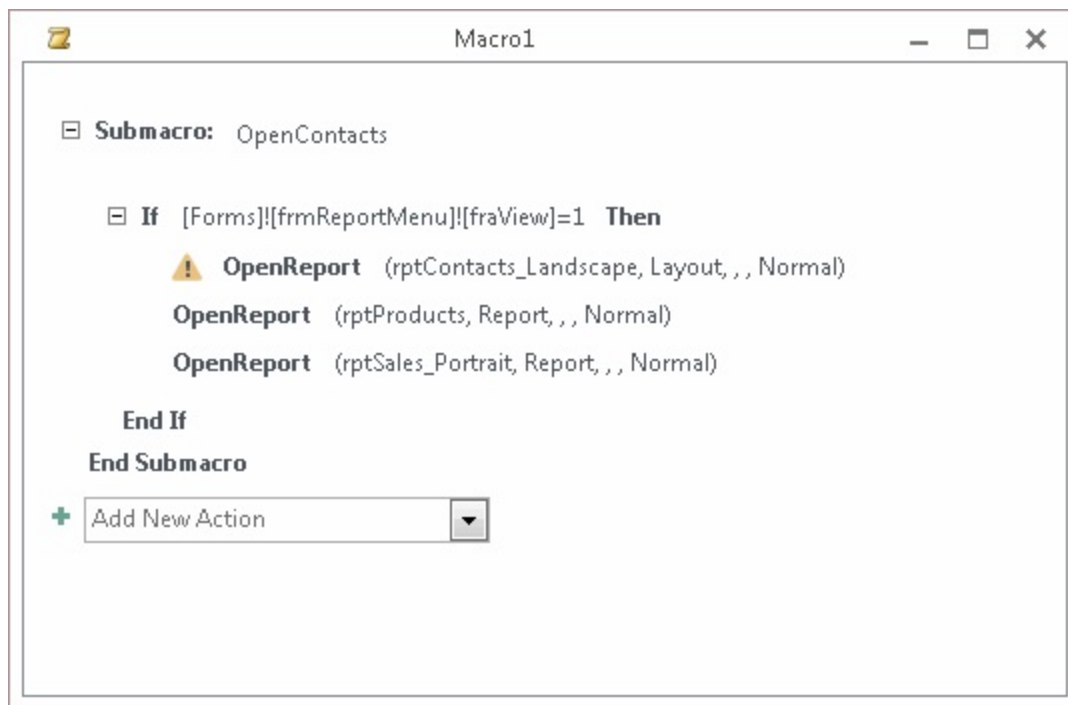 Macro1
Submacro: OpenContacts
If [Forms]![frmReportMenu]![fraView]=1 Then
OpenReport (rptContacts_Landscape, Layout, , , Normal)
OpenReport (rptProducts, Report, , , Normal)
OpenReport (rptSales_Portrait, Report, , , Normal)
End If
End Submacro
Add New Action